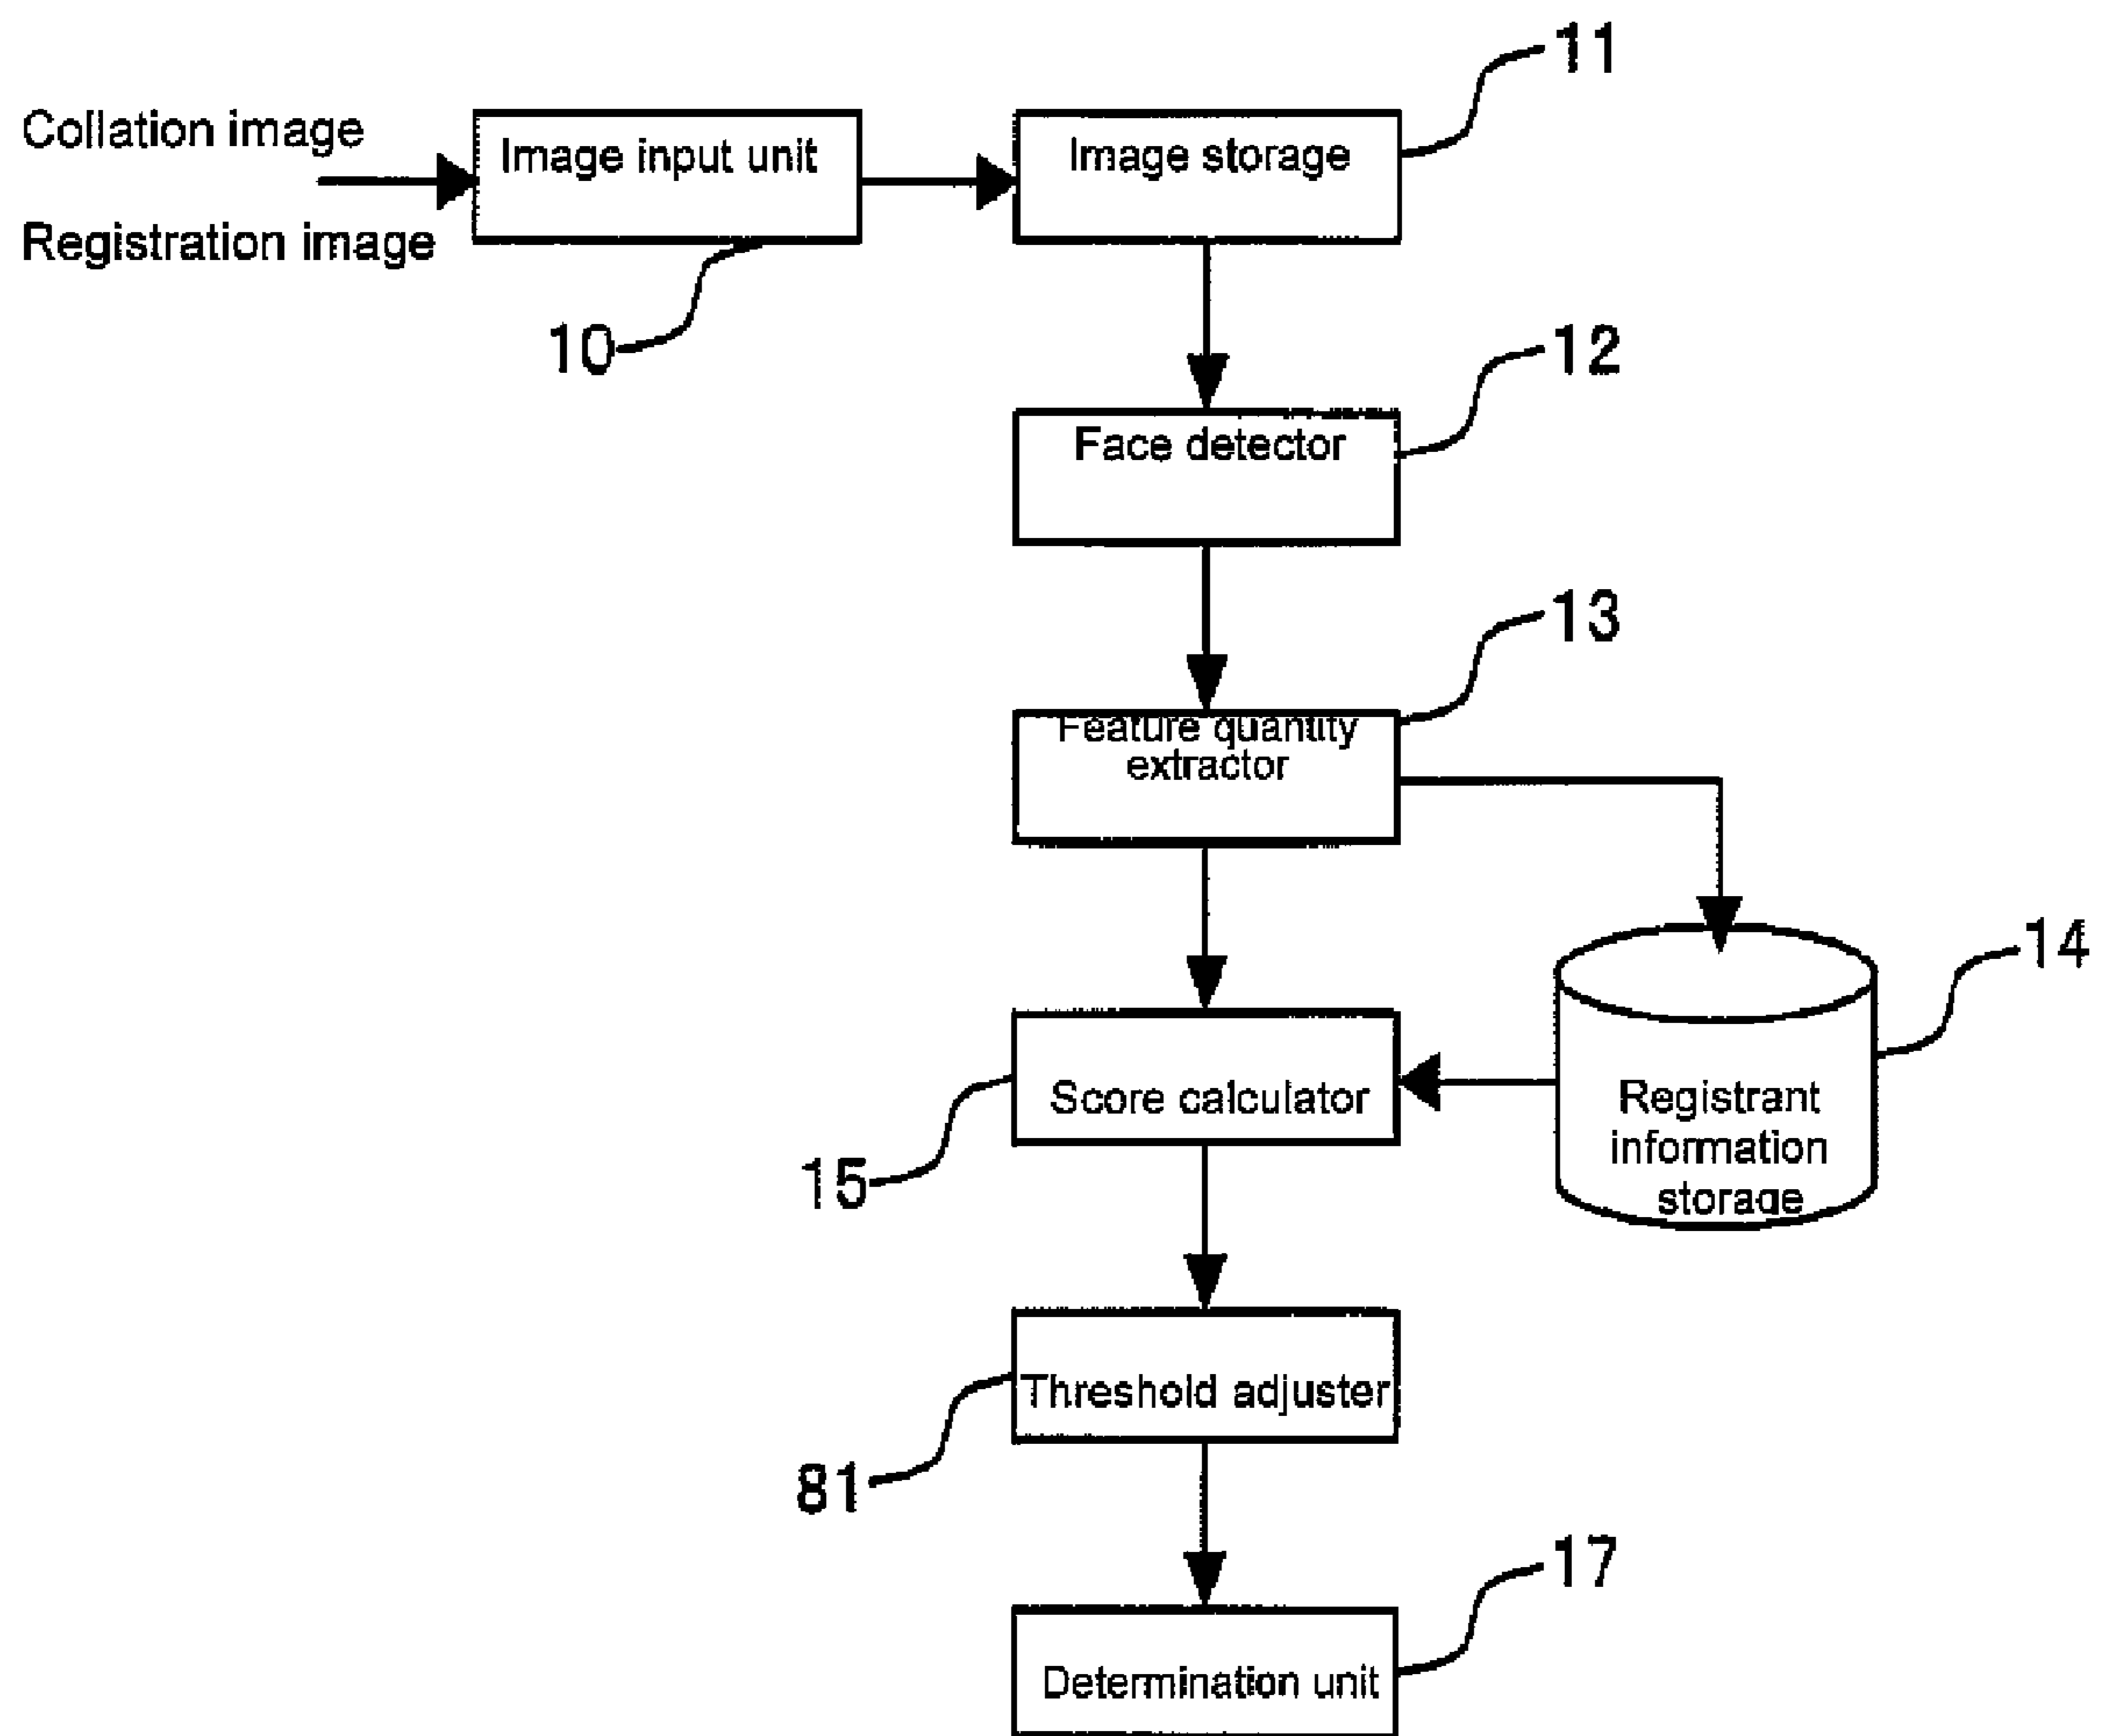 11
Collation image
Image input unit
Image storage
Registration image
10
12
Face detector
13
Feature quantity
extractor
14
Score calculator
Registrant
information
storage
15
Threshold adjuster
81
17
Determination unit